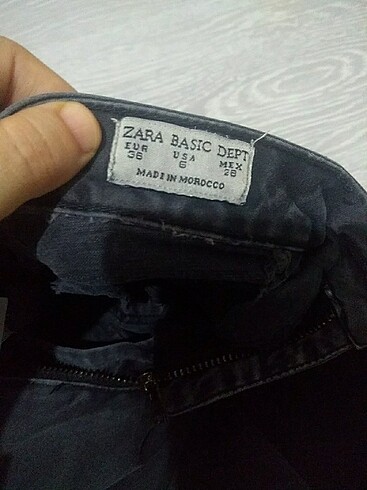 ZARA BASIC DEPT
EUR USA MEX
38 6 28
MADE IN MOROCCO